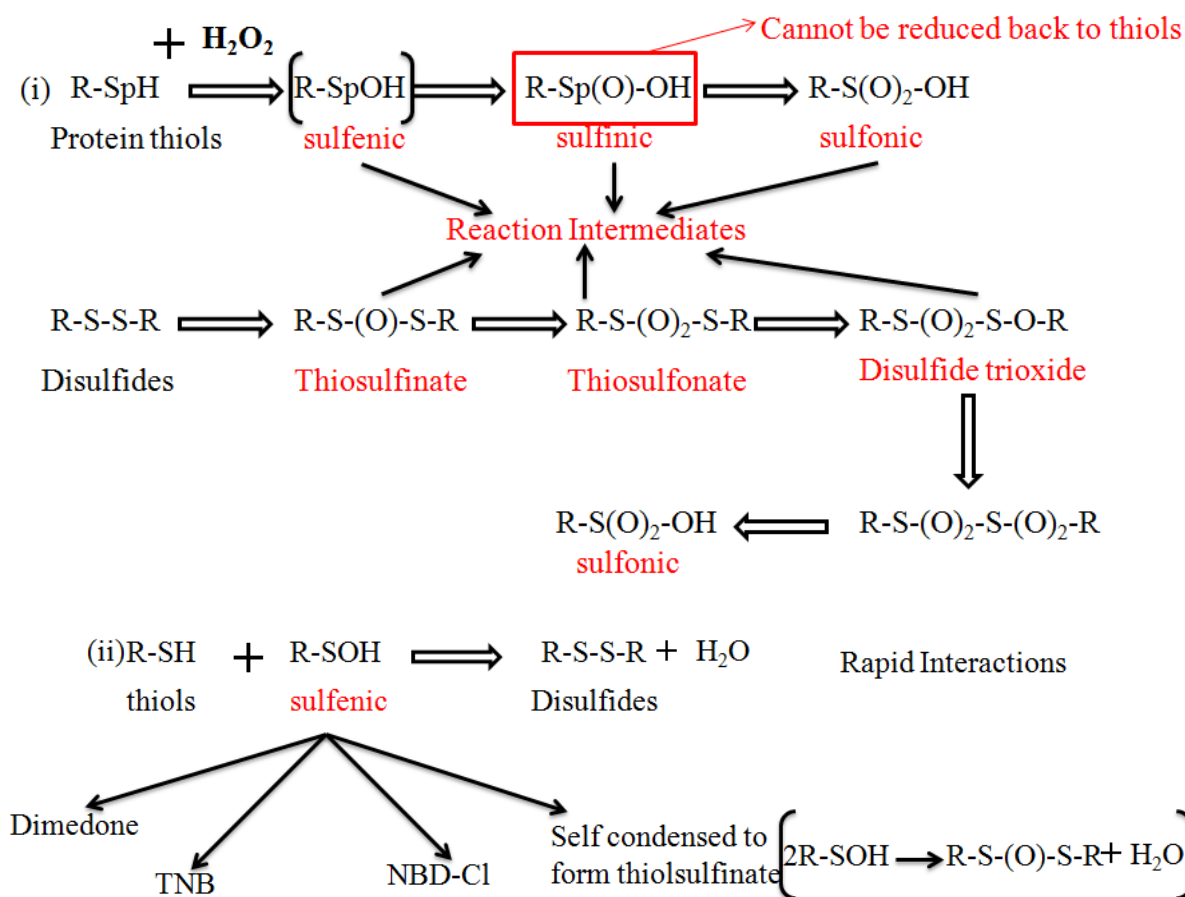 + H₂O₂
Cannot be reduced back to thiols
(i) R-SpH [R-SpOH] R-Sp(O)-OH R-S(O)₂-OH
Protein thiols sulfenic sulfinic sulfonic
Reaction Intermediates
R-S-S-R R-S-(O)-S-R R-S-(O)₂-S-R R-S-(O)₂-S-O-R
Disulfides Thiosulfinate Thiosulfonate Disulfide trioxide
R-S(O)₂-OH R-S-(O)₂-S-(O)₂-R
sulfonic
(ii)R-SH + R-SOH R-S-S-R + H₂O Rapid Interactions
thiols sulfenic Disulfides
Dimedone
TNB
NBD-Cl
Self condensed to
form thiolsulfinate
[2R-SOH → R-S-(O)-S-R + H₂O]